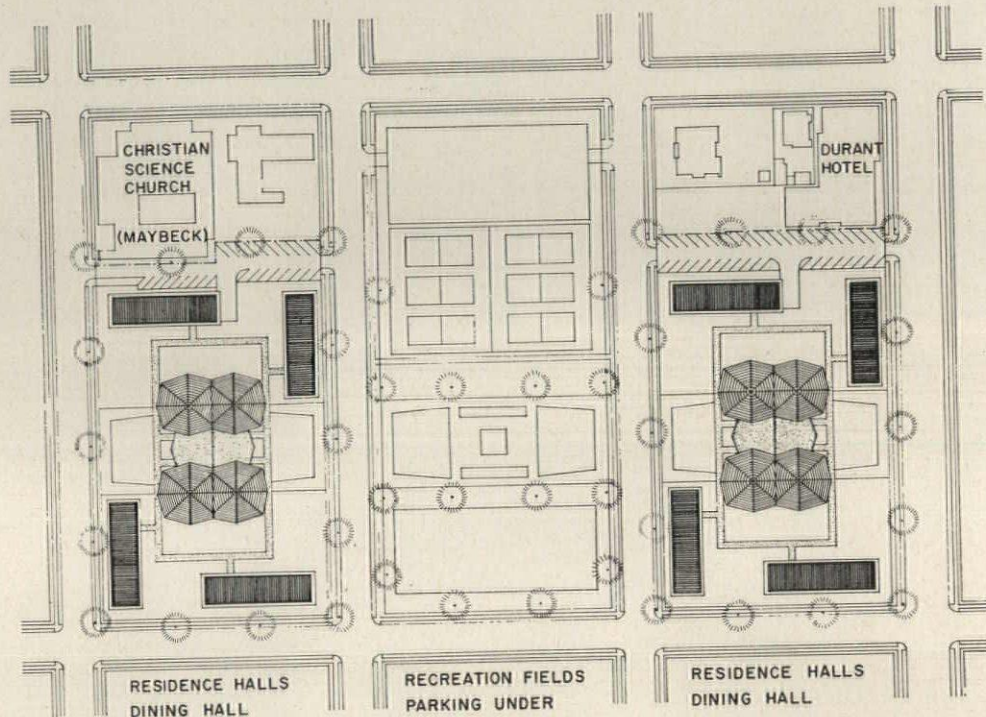 CHRISTIAN
SCIENCE
CHURCH
(MAYBECK)
DURANT
HOTEL
RESIDENCE HALLS
DINING HALL
RECREATION FIELDS
PARKING UNDER
RESIDENCE HALLS
DINING HALL